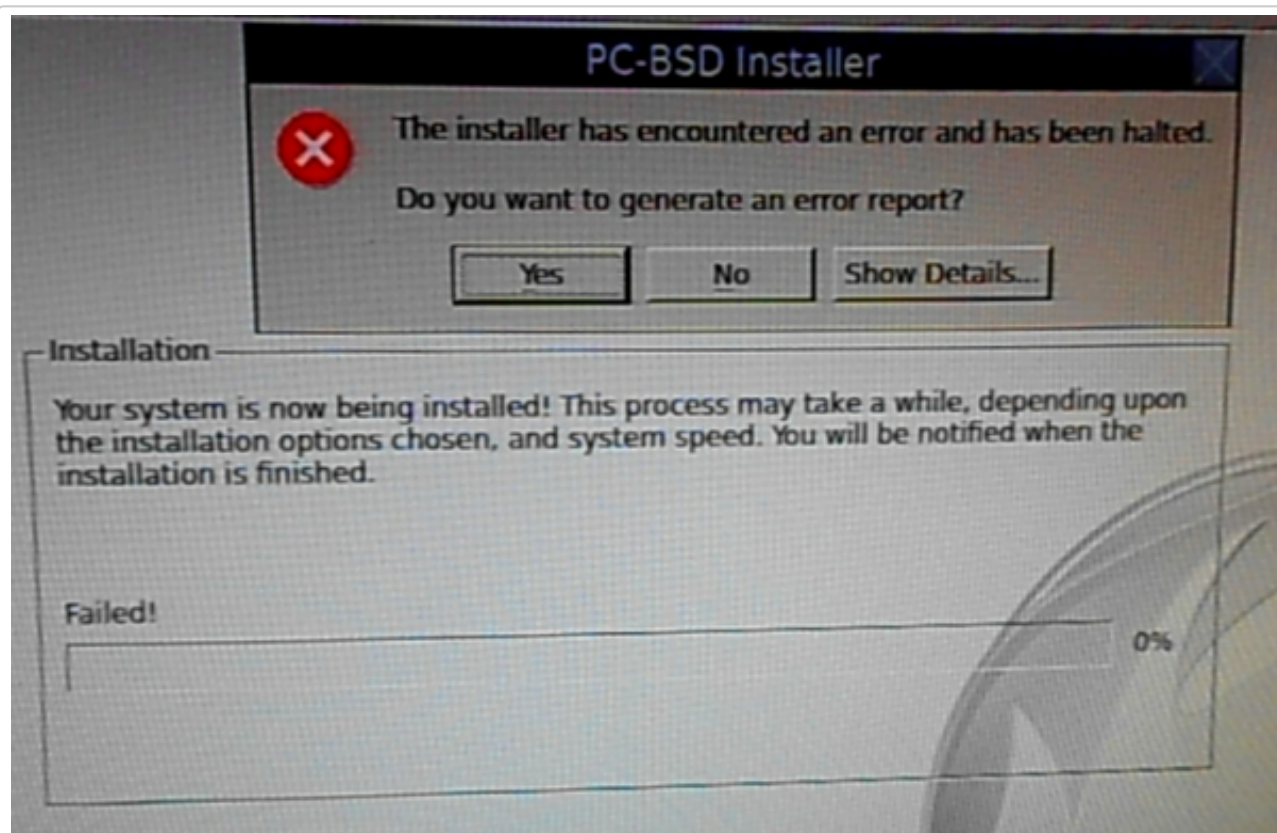 PC-BSD Installer
The installer has encountered an error and has been halted.
Do you want to generate an error report?
Yes
No
Show Details...
Installation
Your system is now being installed! This process may take a while, depending upon
the installation options chosen, and system speed. You will be notified when the
installation is finished.
Failed!
0%